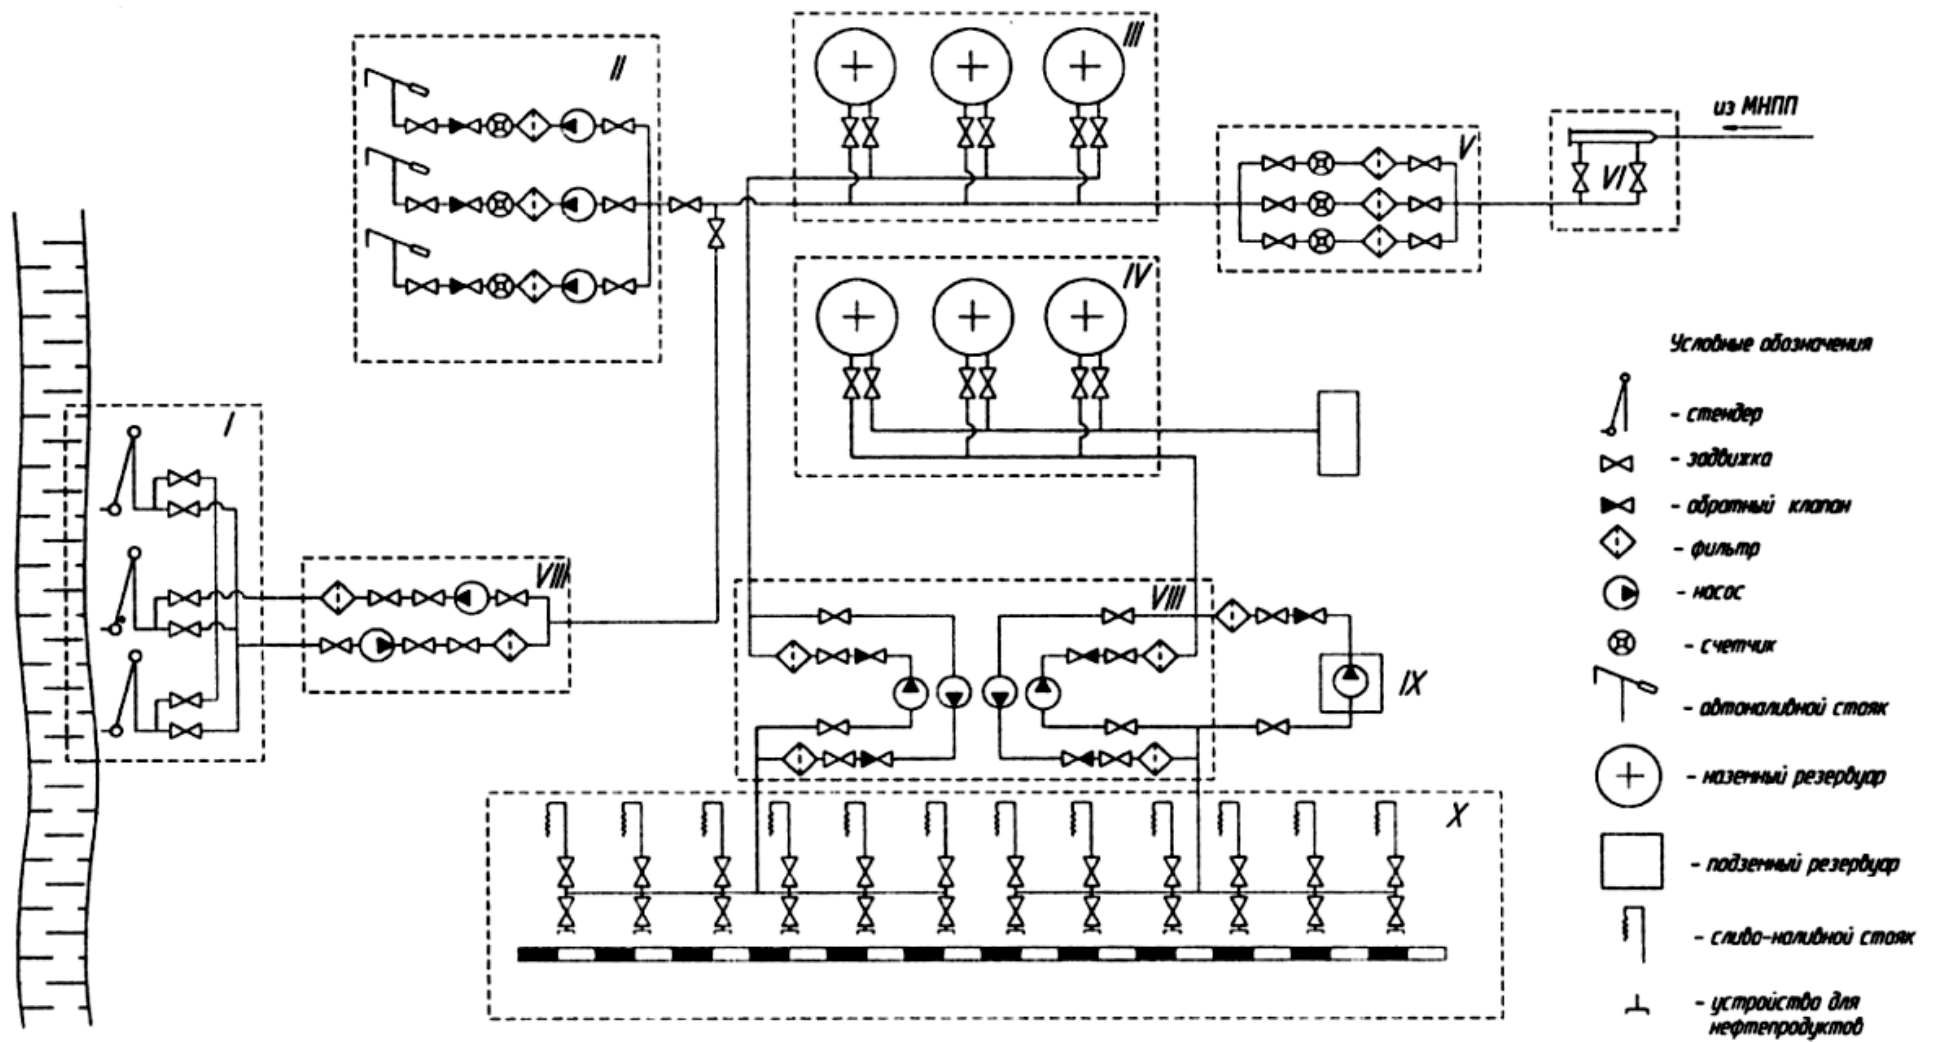 II
III
из МНПП
V
VI
IV
I
VIII
VIII
IX
X
Условные обозначения
- стендер
- задвижка
- обратный клапан
- фильтр
- насос
- счетчик
- автоналивной стояк
- наземный резервуар
- подземный резервуар
- сливо-наливной стояк
- устройство для
нефтепродуктов